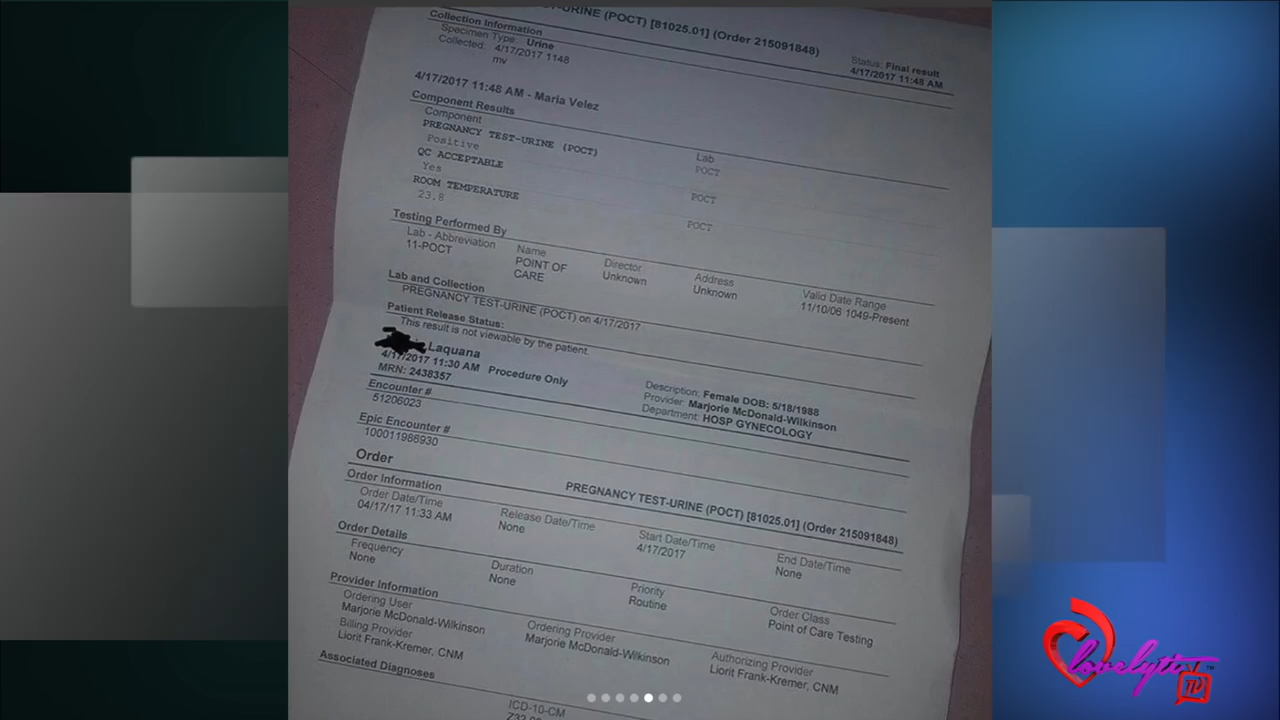 -URINE (POCT) [81025.01] (Order 215091848)
Collection Information
Specimen Type: Urine
Collected: 4/17/2017 1148
mv
Status: Final result
4/17/2017 11:48 AM
4/17/2017 11:48 AM - Maria Velez
Component Results
Component
Lab
PREGNANCY TEST-URINE (POCT)
POCT
Positive
QC ACCEPTABLE
POCT
Yes
ROOM TEMPERATURE
POCT
23.8
Testing Performed By
Lab - Abbreviation
Name
Director
Address
Valid Date Range
11-POCT
POINT OF
CARE
Unknown
Unknown
11/10/06 1049-Present
Lab and Collection
PREGNANCY TEST-URINE (POCT) on 4/17/2017
Patient Release Status:
This result is not viewable by the patient.
Laquana
4/17/2017 11:30 AM Procedure Only
MRN: 2438357
Description: Female DOB: 5/18/1988
Provider: Marjorie McDonald-Wilkinson
Department: HOSP GYNECOLOGY
Encounter #
51206023
Epic Encounter #
100011986930
Order
PREGNANCY TEST-URINE (POCT) [81025.01] (Order 215091848)
Order Information
Order Date/Time
Release Date/Time
Start Date/Time
End Date/Time
04/17/17 11:33 AM
None
4/17/2017
None
Order Details
Frequency
Duration
Priority
Order Class
None
None
Routine
Point of Care Testing
Provider Information
Ordering User
Ordering Provider
Authorizing Provider
Marjorie McDonald-Wilkinson
Marjorie McDonald-Wilkinson
Liorit Frank-Kremer, CNM
Billing Provider
Liorit Frank-Kremer, CNM
Associated Diagnoses
ICD-10-CM
lovelyti
TV